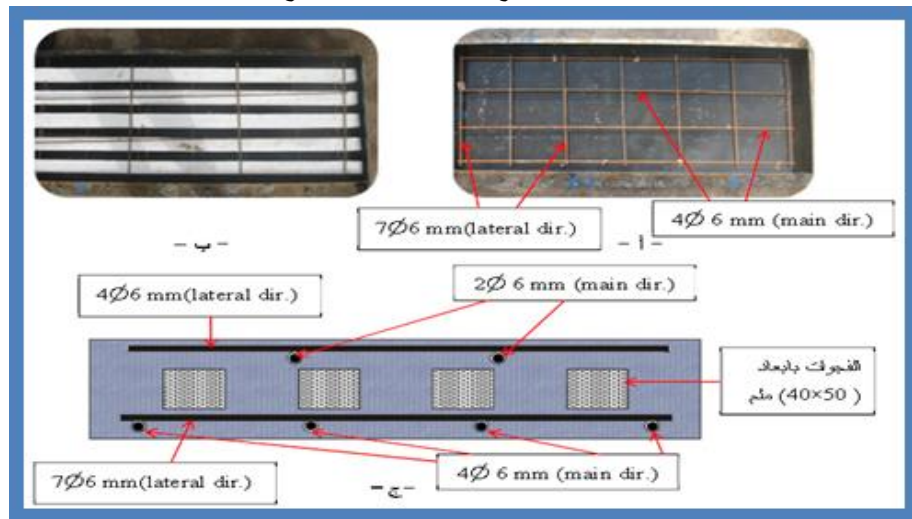 7Ø6 mm(lateral dir.)
4Ø 6 mm (main dir.)
- ب -
- ا -
4Ø6 mm(lateral dir.)
2Ø 6 mm (main dir.)
الفجوات بابعاد
(40×50) ملم
7Ø6 mm(lateral dir.)
4Ø 6 mm (main dir.)
-ج-